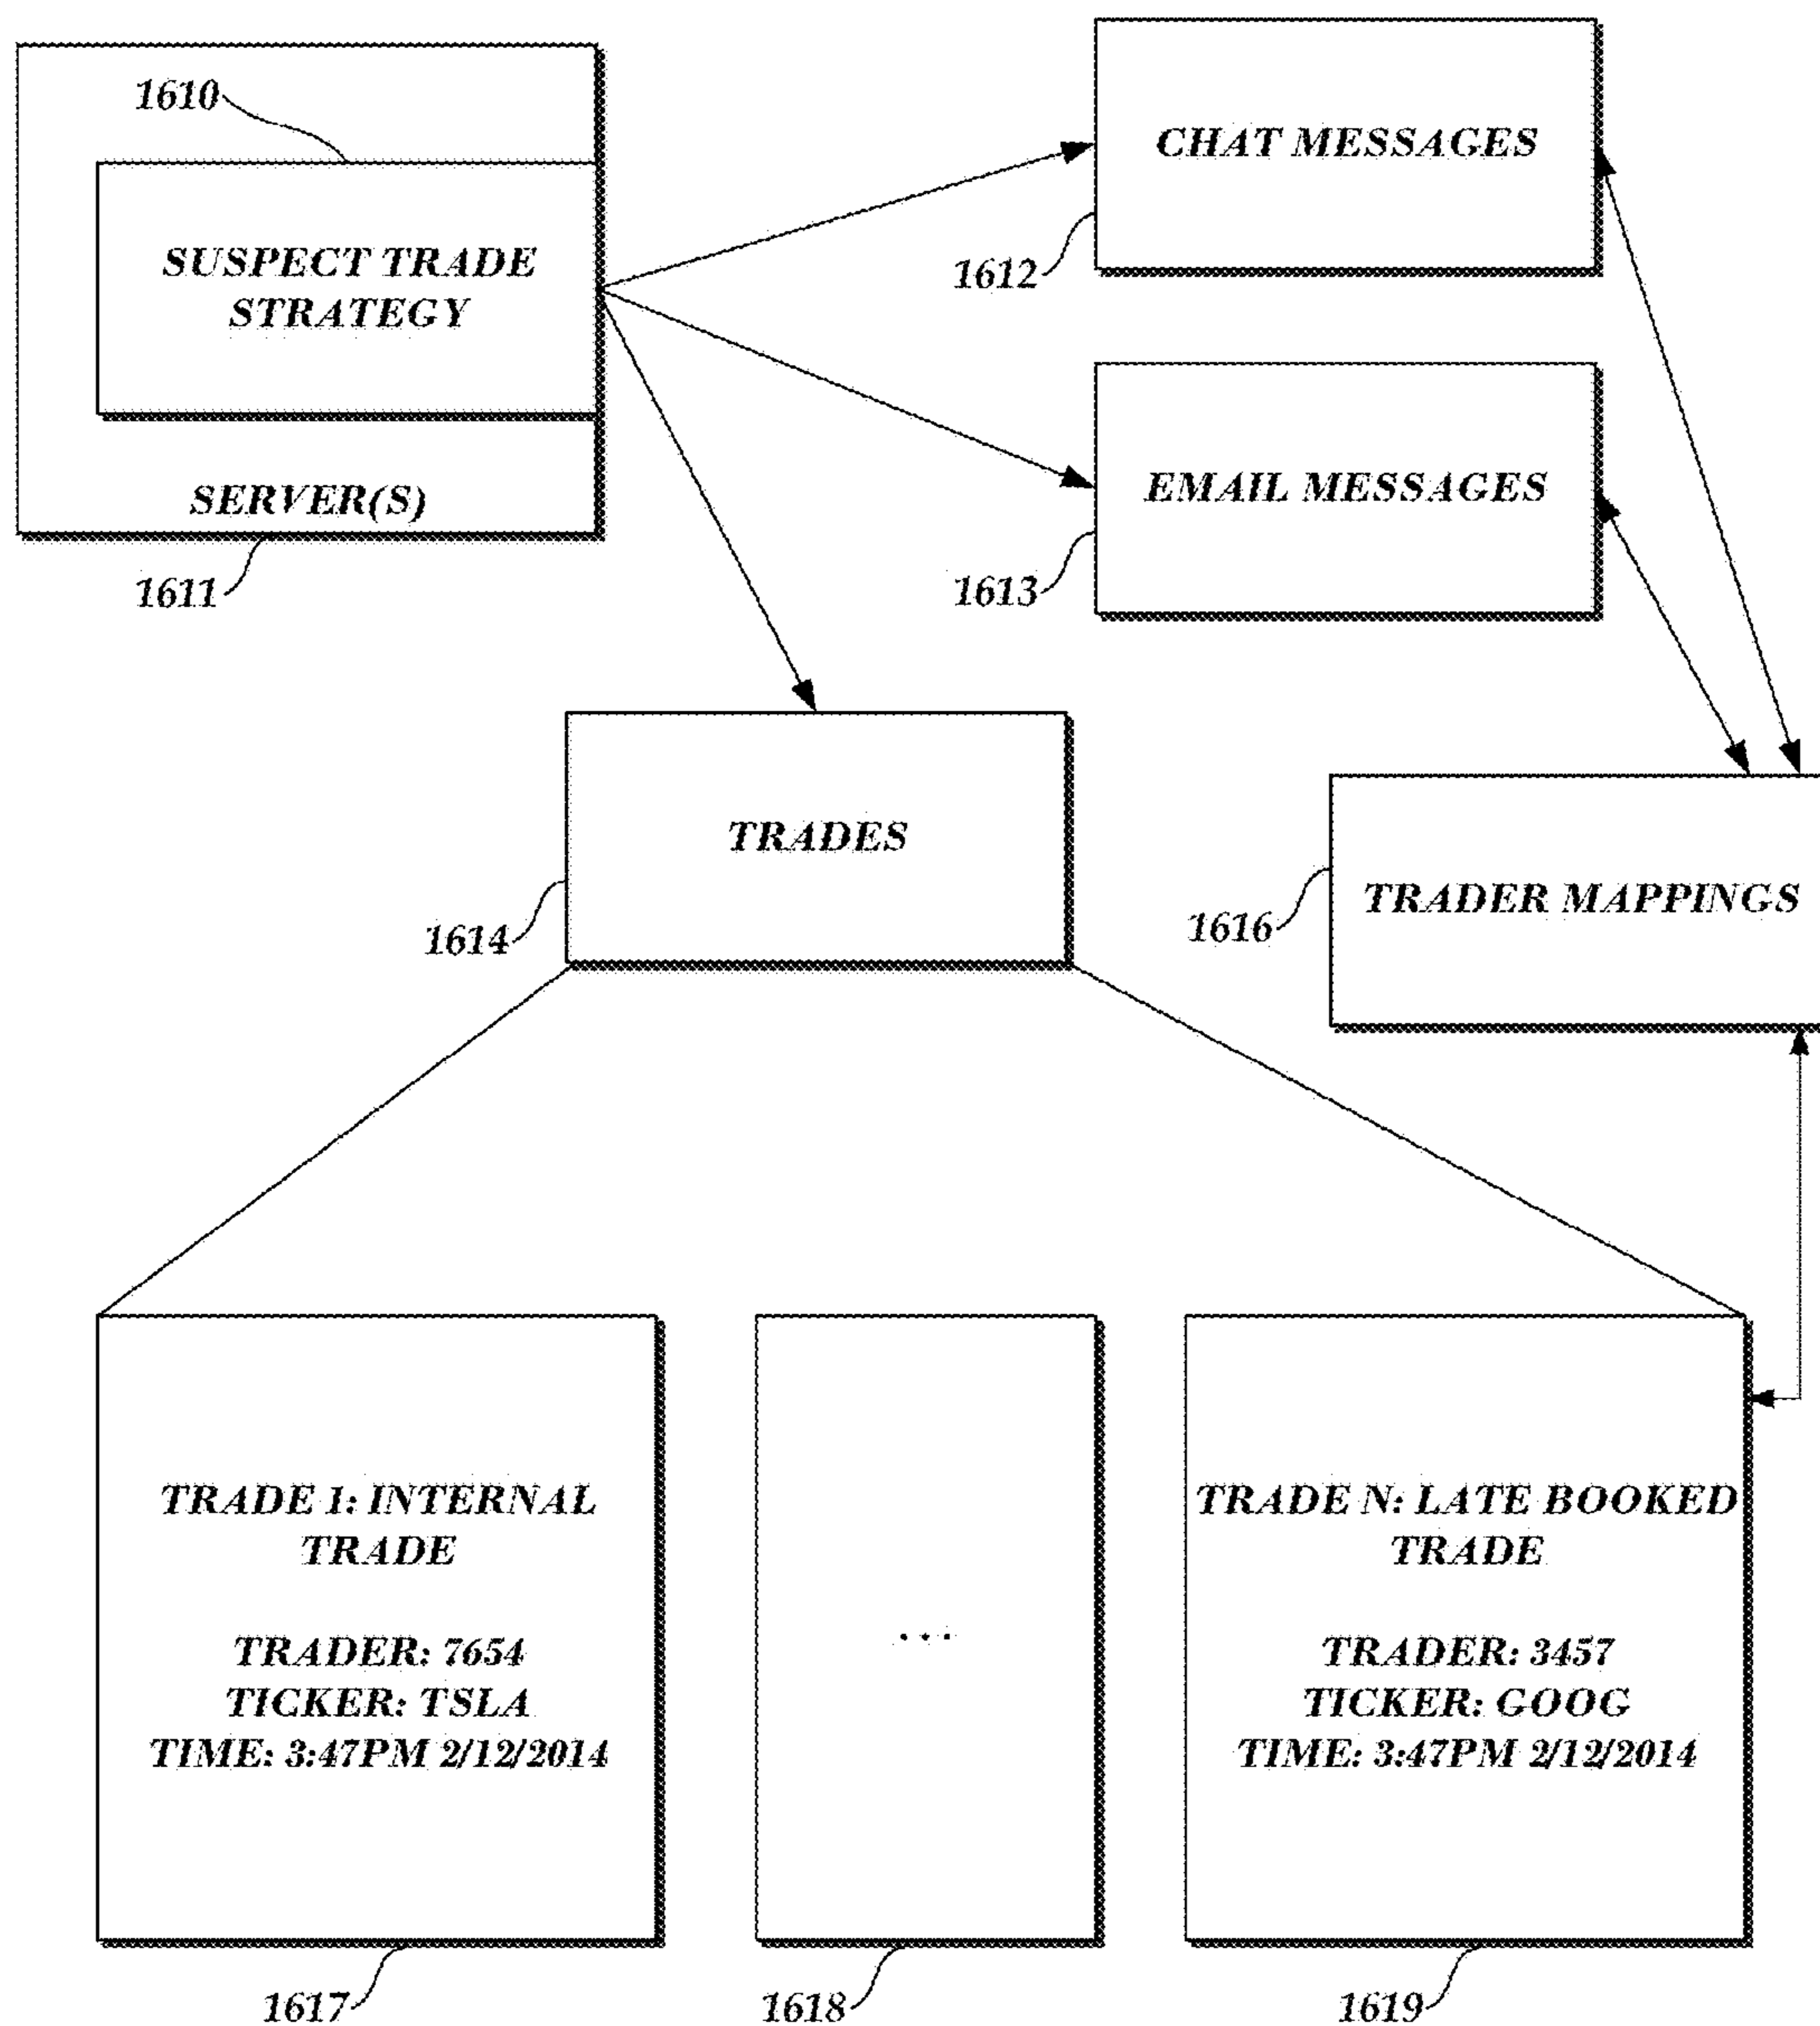 1610
SUSPECT TRADE
STRATEGY
SERVER(S)
1611
CHAT MESSAGES
1612
EMAIL MESSAGES
1613
TRADES
1614
TRADER MAPPINGS
1616
TRADE 1: INTERNAL
TRADE
TRADER: 7654
TICKER: TSLA
TIME: 3:47PM 2/12/2014
1617
...
1618
TRADE N: LATE BOOKED
TRADE
TRADER: 3457
TICKER: GOOG
TIME: 3:47PM 2/12/2014
1619